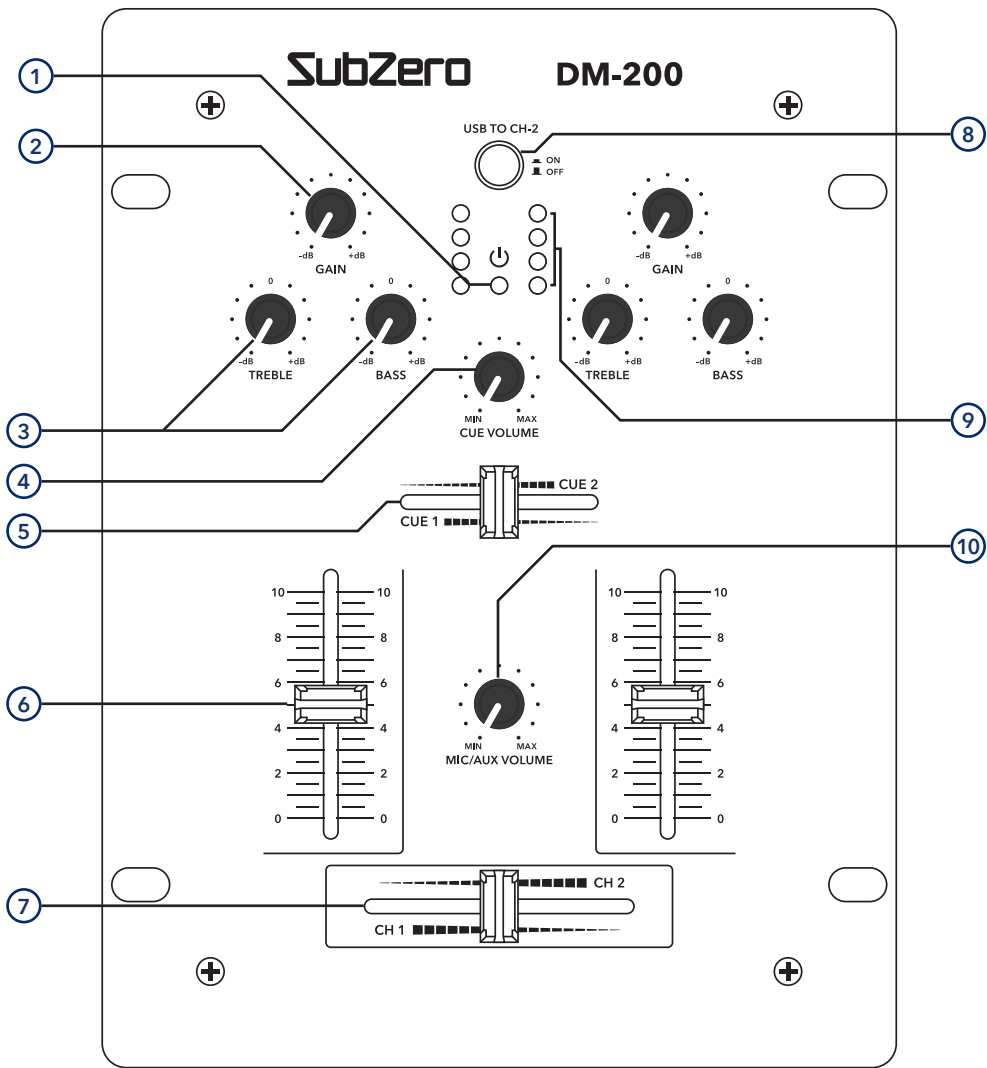 SubZero DM-200
1
USB TO CH-2
8
ON
OFF
2
-dB +dB
GAIN
-dB +dB
GAIN
0
-dB +dB
TREBLE
0
-dB +dB
BASS
0
-dB +dB
TREBLE
0
-dB +dB
BASS
3
9
MIN MAX
CUE VOLUME
4
CUE 2
5
CUE 1
10
10 10
8 8
6 6
4 4
2 2
0 0
6
MIN MAX
MIC/AUX VOLUME
10 10
8 8
6 6
4 4
2 2
0 0
CH 2
7
CH 1